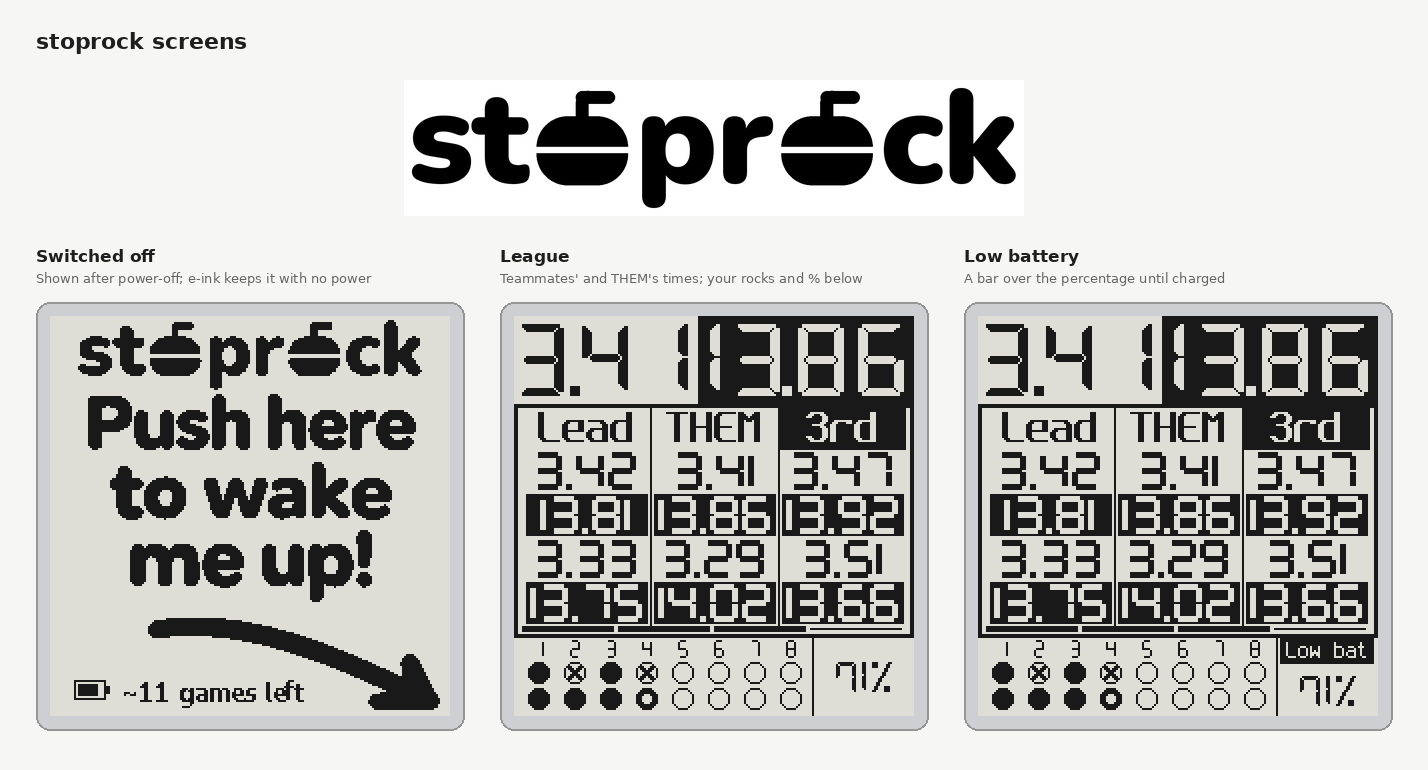 stoprock screens
stoprock
Switched off
Shown after power-off; e-ink keeps it with no power
stoprock
Push here
to wake
me up!
~11 games left
League
Teammates' and THEM's times; your rocks and % below
3.41 13.86
Lead THEM 3rd
3.42 3.41 3.47
13.81 13.86 13.92
3.33 3.29 3.51
13.75 14.02 13.66
1 2 3 4 5 6 7 8
71%
Low battery
A bar over the percentage until charged
3.41 13.86
Lead THEM 3rd
3.42 3.41 3.47
13.81 13.86 13.92
3.33 3.29 3.51
13.75 14.02 13.66
1 2 3 4 5 6 7 8
Low bat
71%